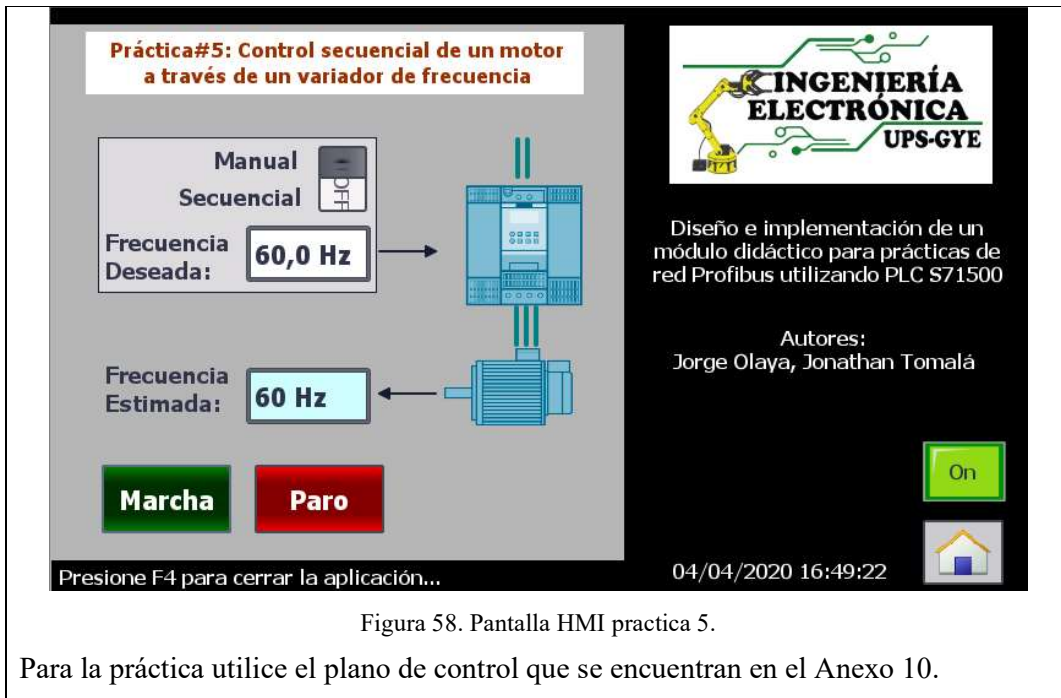 Práctica#5: Control secuencial de un motor
a través de un variador de frecuencia
Manual
Secuencial
OFF
Frecuencia
Deseada:
60,0 Hz
Frecuencia
Estimada:
60 Hz
Marcha
Paro
Presione F4 para cerrar la aplicación...
INGENIERÍA
ELECTRÓNICA
UPS-GYE
Diseño e implementación de un
módulo didáctico para prácticas de
red Profibus utilizando PLC S71500
Autores:
Jorge Olaya, Jonathan Tomalá
On
04/04/2020 16:49:22
Figura 58. Pantalla HMI practica 5.
Para la práctica utilice el plano de control que se encuentran en el Anexo 10.